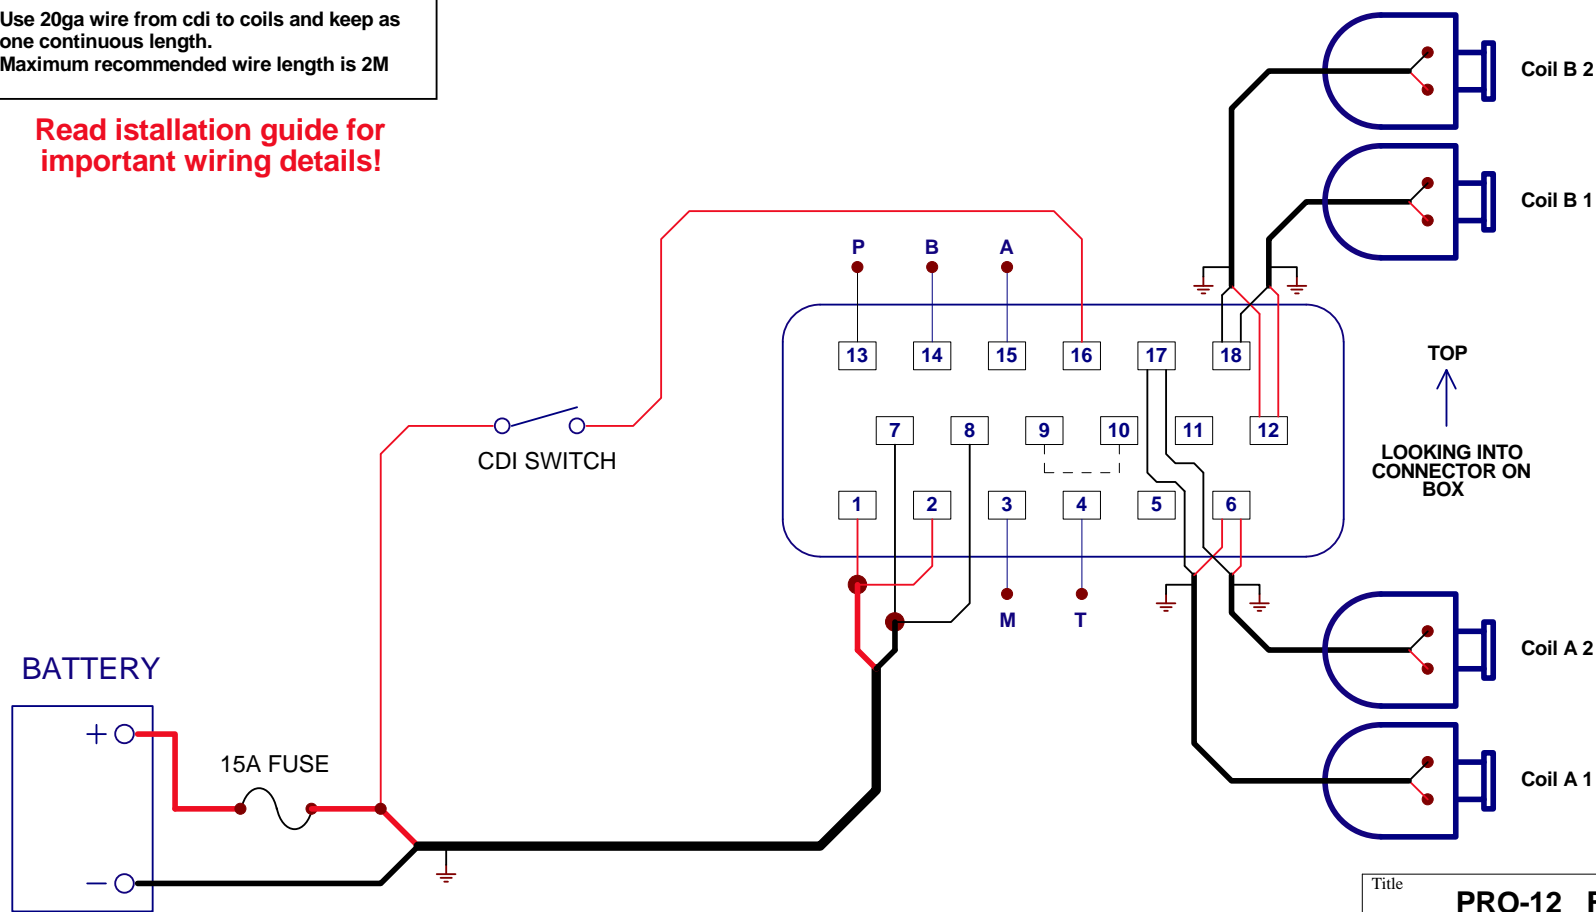 Use 20ga wire from cdi to coils and keep as
one continuous length.
Maximum recommended wire length is 2M
Read istallation guide for
important wiring details!
Coil B 2
Coil B 1
P B A
13 14 15 16 17 18
TOP
7 8 9 10 11 12
CDI SWITCH
LOOKING INTO
CONNECTOR ON
BOX
1 2 3 4 5 6
M T
Coil A 2
BATTERY
+
15A FUSE
Coil A 1
−
Title
PRO-12